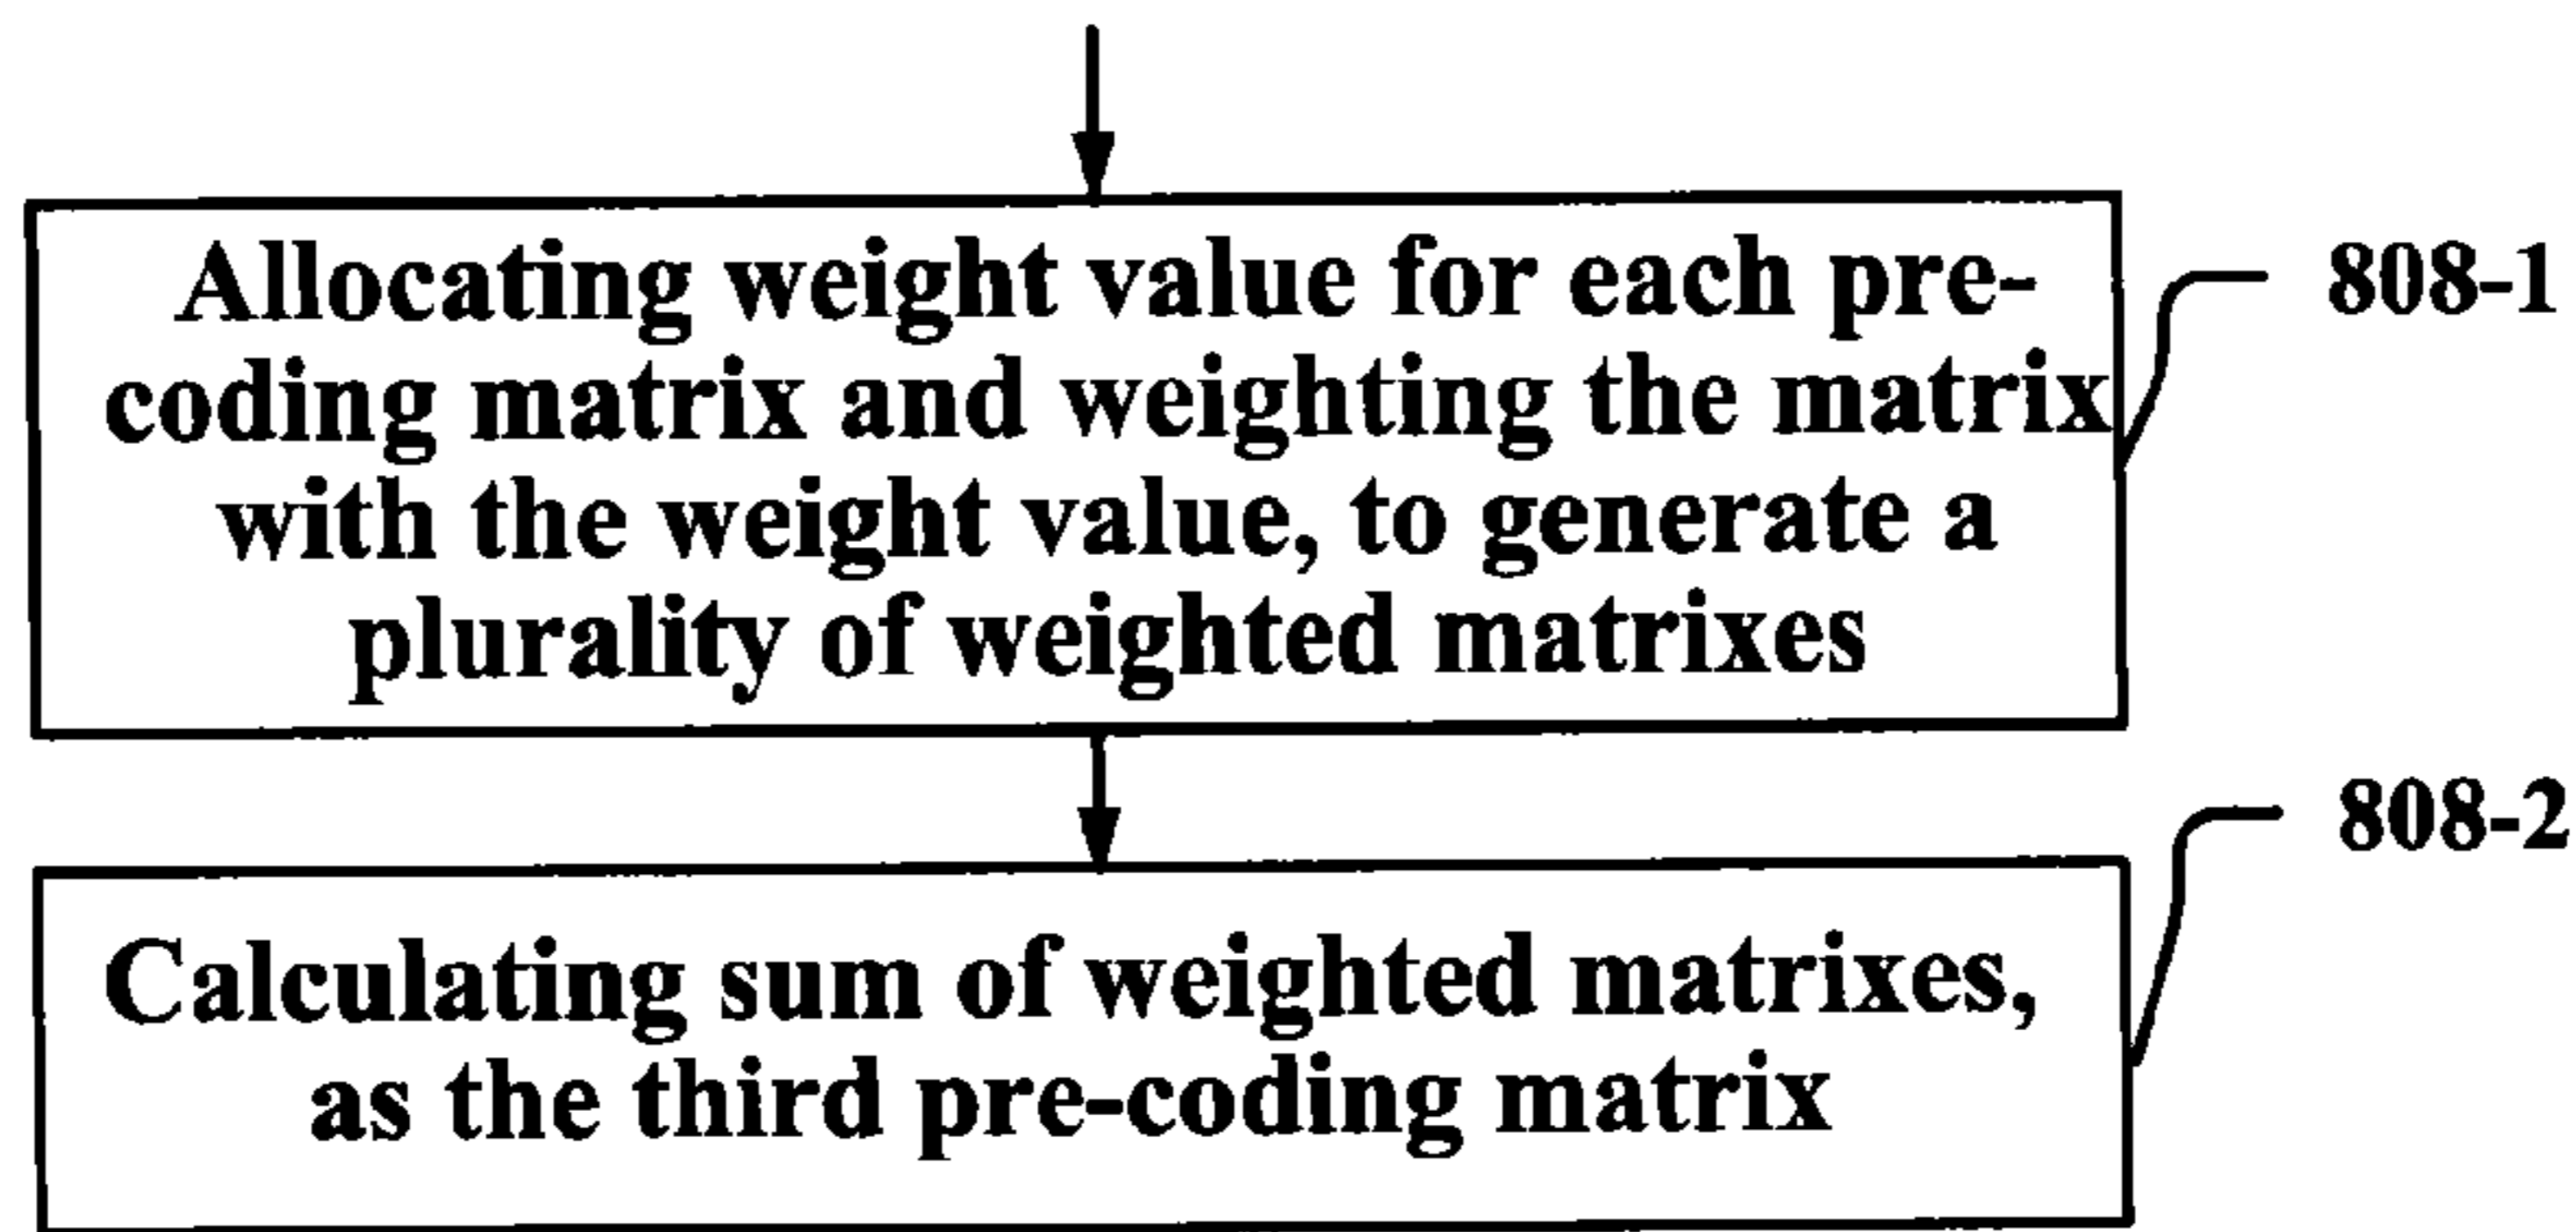 Allocating weight value for each pre-
coding matrix and weighting the matrix
with the weight value, to generate a
plurality of weighted matrixes
808-1
808-2
Calculating sum of weighted matrixes,
as the third pre-coding matrix